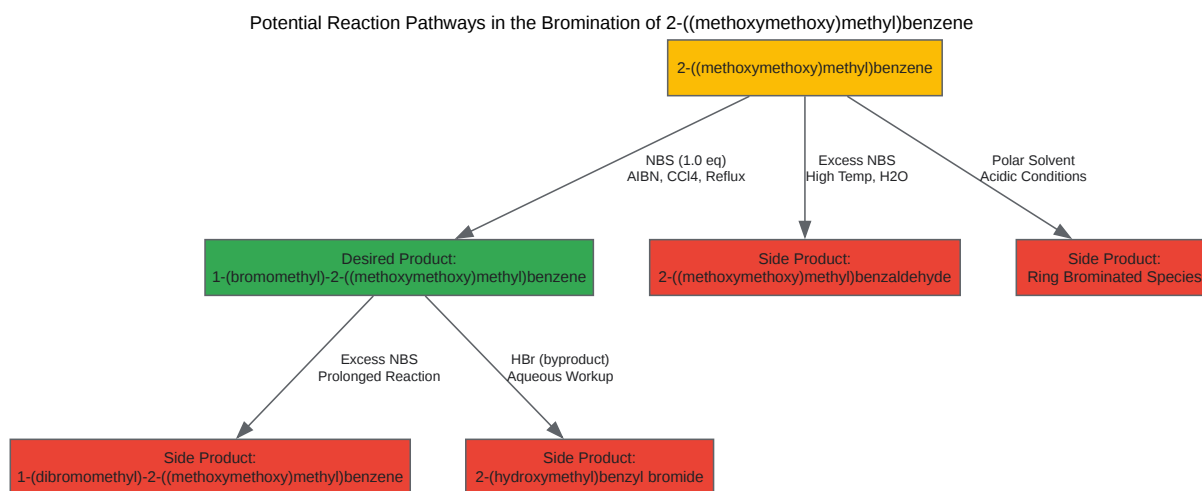 Potential Reaction Pathways in the Bromination of 2-((methoxymethoxy)methyl)benzene
2-((methoxymethoxy)methyl)benzene
NBS (1.0 eq)
AIBN, CCl4, Reflux
Excess NBS
High Temp, H2O
Polar Solvent
Acidic Conditions
Desired Product:
1-(bromomethyl)-2-((methoxymethoxy)methyl)benzene
Side Product:
2-((methoxymethoxy)methyl)benzaldehyde
Side Product:
Ring Brominated Species
Excess NBS
Prolonged Reaction
HBr (byproduct)
Aqueous Workup
Side Product:
1-(dibromomethyl)-2-((methoxymethoxy)methyl)benzene
Side Product:
2-(hydroxymethyl)benzyl bromide